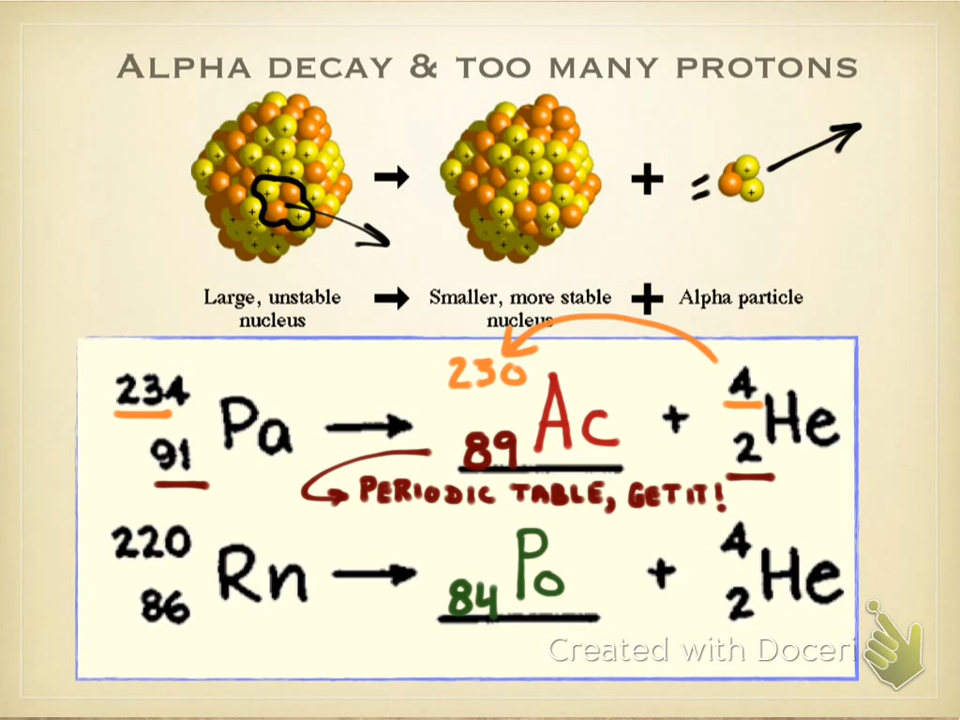 ALPHA DECAY & TOO MANY PROTONS
→ + =
Large, unstable nucleus → Smaller, more stable nucleus + Alpha particle
230
234 91 Pa → 89 Ac + 4 2 He
PERIODIC TABLE, GET IT!
220 86 Rn → 84 Po + 4 2 He
Created with Doceri